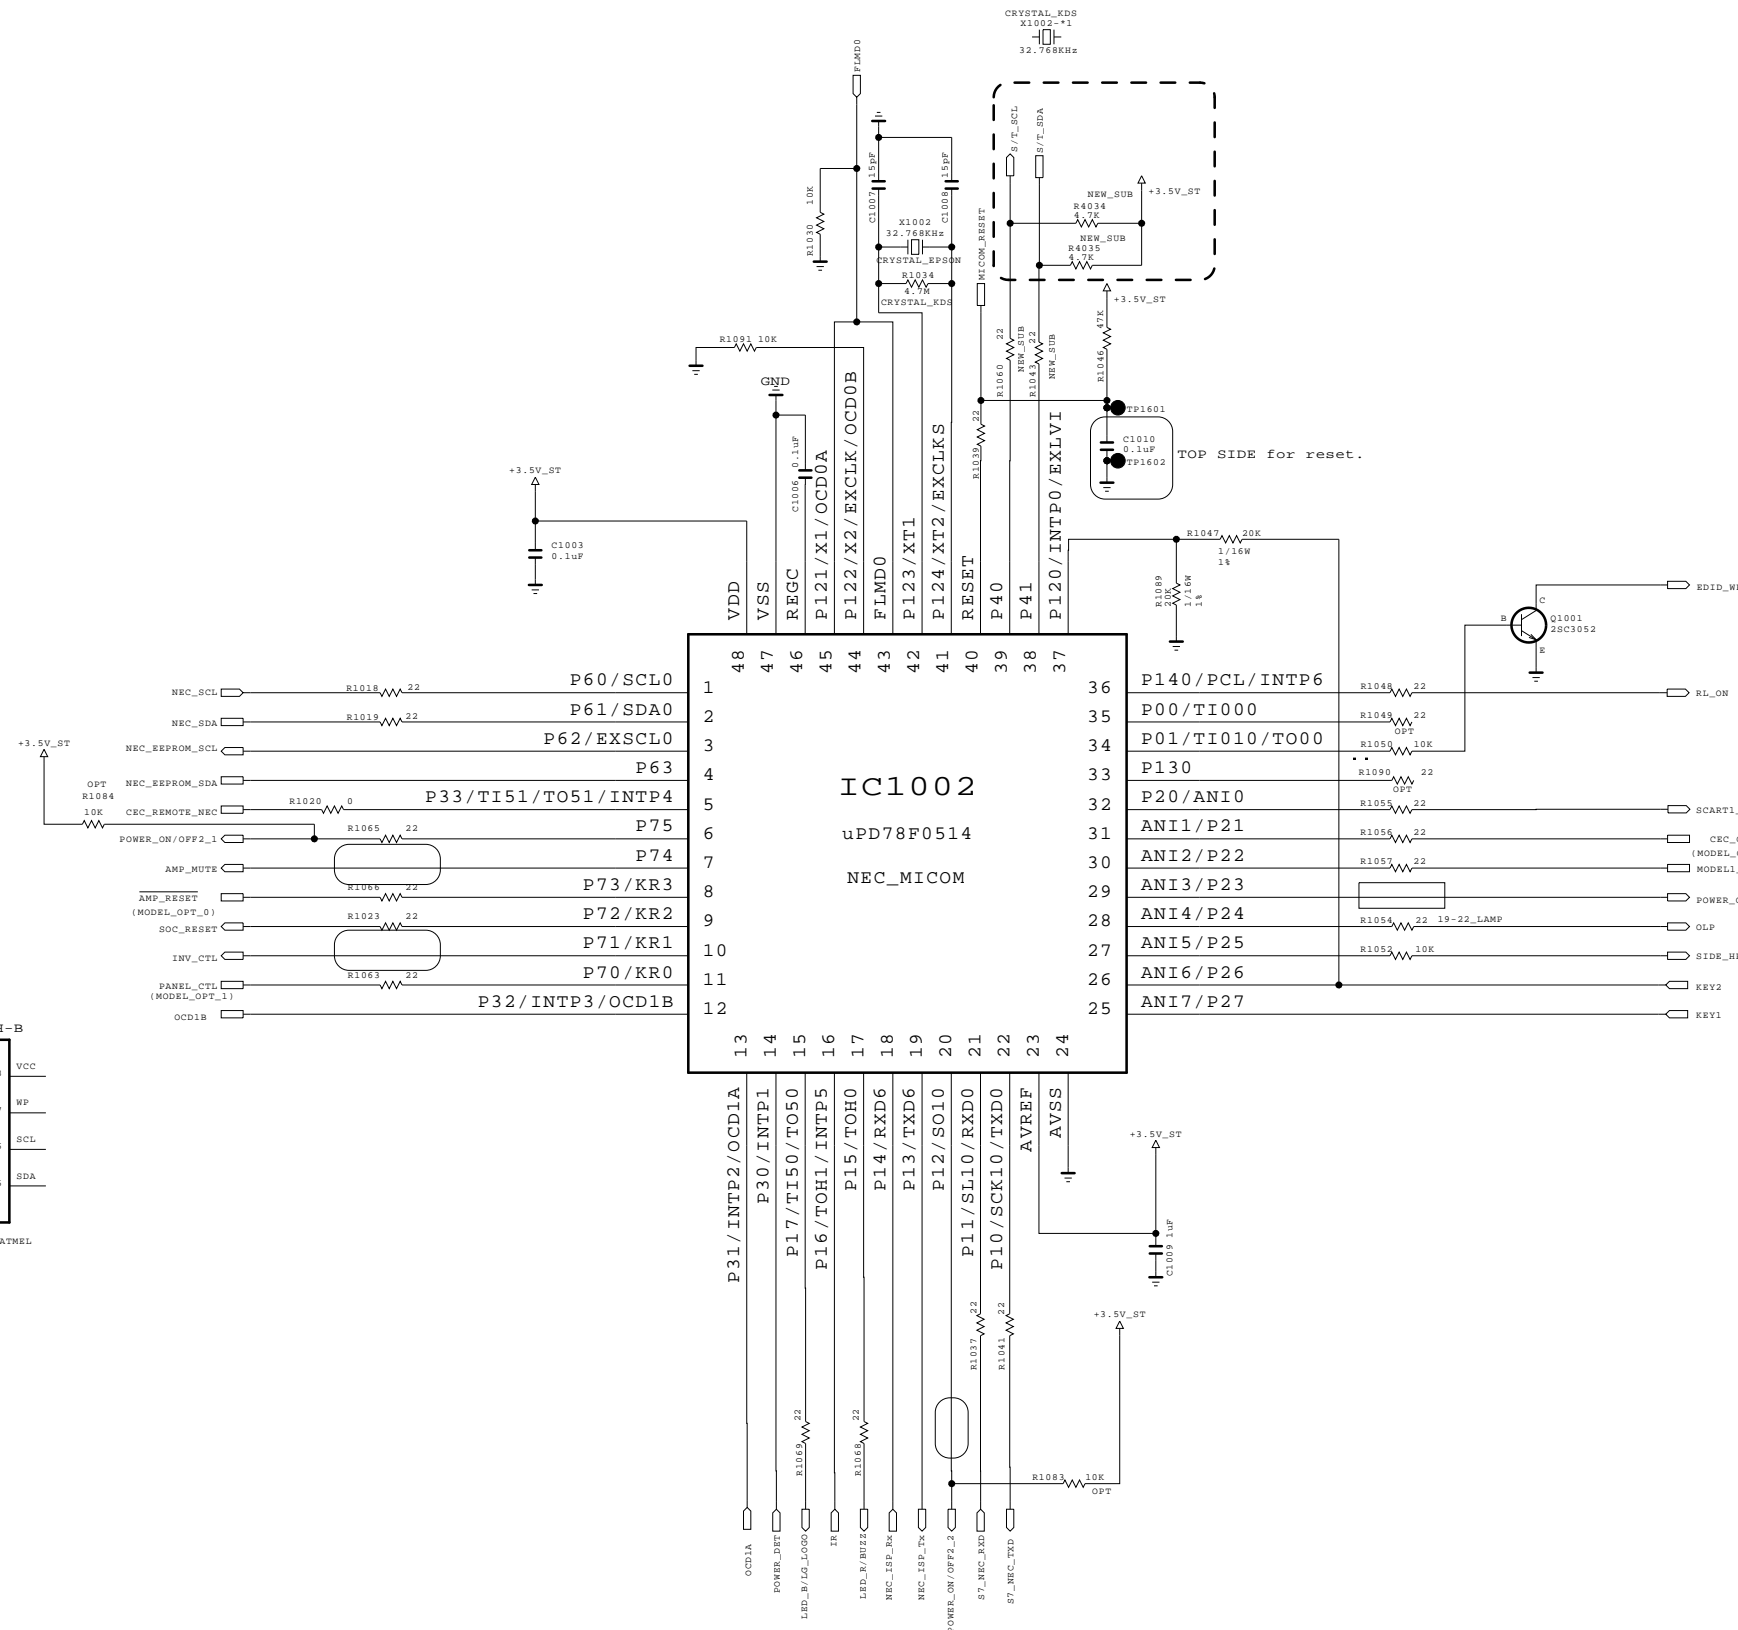 CRYSTAL_KDS
X1002-*1
32.768KHz
FLMD0
S/T_SCL
S/T_SDA
15pF
C1007
15pF
C1008
10K
R1030
X1002
32.768KHz
CRYSTAL_EPSON
R1034
4.7M
CRYSTAL_KDS
MICOM_RESET
NEW_SUB
+3.5V_ST
R4034
4.7K
NEW_SUB
R4035
4.7K
+3.5V_ST
47K
R1046
22
R1060
NEW_SUB
22
R1043
NEW_SUB
R1091 10K
GND
22
R1039
TP1601
C1010
0.1uF
TP1602
TOP SIDE for reset.
C1006 0.1uF
+3.5V_ST
C1003
0.1uF
R1047 20K
1/16W
1%
R1089
20K
1/16W
1%
VDD
VSS
REGC
P121/X1/OCD0A
P122/X2/EXCLK/OCD0B
FLMD0
P123/XT1
P124/XT2/EXCLKS
RESET
P40
P41
P120/INTP0/EXLVI
48
47
46
45
44
43
42
41
40
39
38
37
C
B
E
Q1001
2SC3052
NEC_SCL R1018 22 P60/SCL0 1
NEC_SDA R1019 22 P61/SDA0 2
NEC_EEPROM_SCL P62/EXSCL0 3
NEC_EEPROM_SDA P63 4
CEC_REMOTE_NEC R1020 0 P33/TI51/TO51/INTP4 5
POWER_ON/OFF2_1 R1065 22 P75 6
AMP_MUTE P74 7
AMP_RESET R1066 22 P73/KR3 8
(MODEL_OPT_0)
SOC_RESET R1023 22 P72/KR2 9
INV_CTL P71/KR1 10
PANEL_CTL R1063 22 P70/KR0 11
(MODEL_OPT_1)
OCD1B P32/INTP3/OCD1B 12
+3.5V_ST
OPT
R1084
10K
IC1002
uPD78F0514
NEC_MICOM
36 P140/PCL/INTP6 R1048 22 RL_ON
35 P00/TI000 R1049 22
OPT
34 P01/TI010/TO00 R1050 10K
33 P130 R1090 22
OPT
32 P20/ANI0 R1055 22
31 ANI1/P21 R1056 22
30 ANI2/P22 R1057 22
29 ANI3/P23
28 ANI4/P24 R1054 22 19-22_LAMP OLP
27 ANI5/P25 R1052 10K
26 ANI6/P26 KEY2
25 ANI7/P27 KEY1
VCC
WP
SCL
SDA
ATMEL
13
14
15
16
17
18
19
20
21
22
23
24
P31/INTP2/OCD1A
P30/INTP1
P17/TI50/TO50
P16/TOH1/INTP5
P15/TOH0
P14/RXD6
P13/TXD6
P12/SO10
P11/SL10/RXD0
P10/SCK10/TXD0
AVREF
AVSS
+3.5V_ST
C1009 1uF
+3.5V_ST
22
R1037
22
R1041
22
R1069
22
R1068
R1083 10K
OPT
OCD1A
POWER_DET
LED_B/LG_LOGO
IR
LED_R/BUZZ
NEC_ISP_Rx
NEC_ISP_Tx
POWER_ON/OFF2_2
S7_NEC_RXD
S7_NEC_TXD